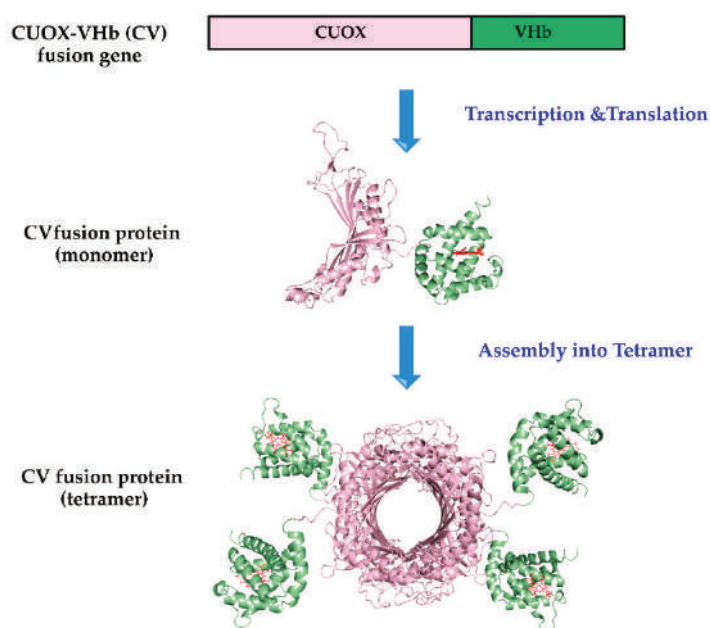 CUOX-VHb (CV)
fusion gene
CUOX
VHb
Transcription &Translation
CVfusion protein
(monomer)
Assembly into Tetramer
CV fusion protein
(tetramer)